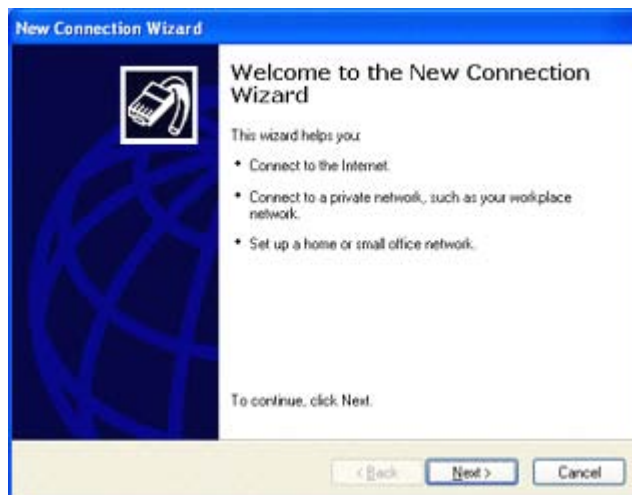 New Connection Wizard
Welcome to the New Connection
Wizard
This wizard helps you:
• Connect to the Internet.
• Connect to a private network, such as your workplace
network.
• Set up a home or small office network.
To continue, click Next.
< Back
Next >
Cancel